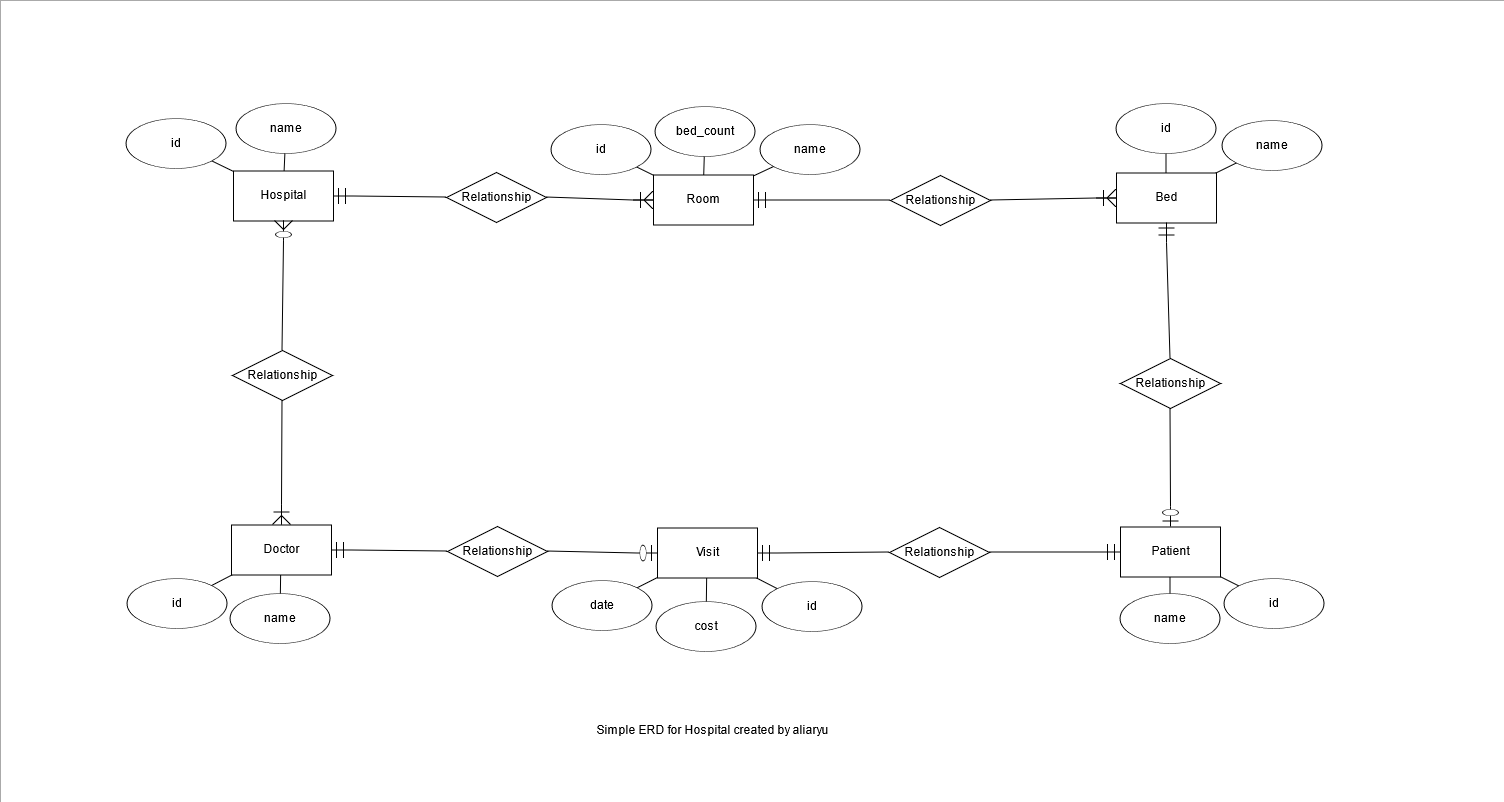 id
name
Hospital
Relationship
id
bed_count
name
Room
Relationship
id
name
Bed
Relationship
Relationship
Doctor
id
name
Relationship
Visit
date
cost
id
Relationship
Patient
name
id
Simple ERD for Hospital created by aliaryu